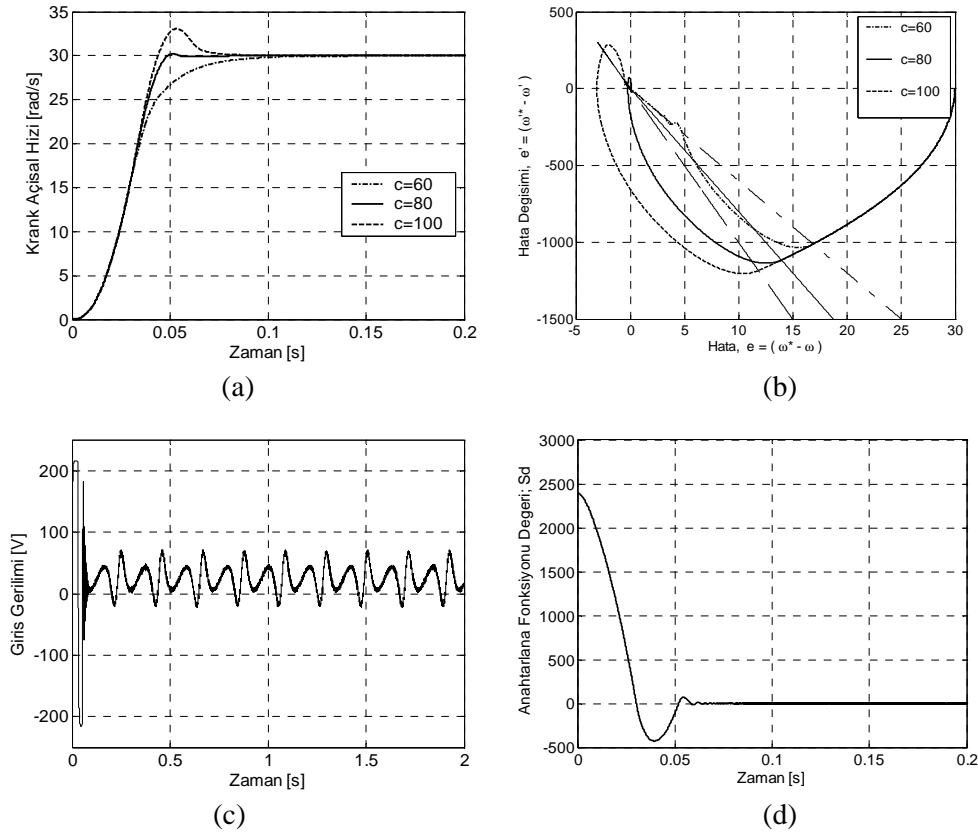 35
30
25
20
15
10
5
0
Krank Açisal Hizi [rad/s]
c=60
c=80
c=100
0
0.05
0.1
0.15
0.2
Zaman [s]
(a)
500
0
-500
-1000
-1500
Hata Degisimi, e' = ( ω'* - ω' )
c=60
c=80
c=100
-5
0
5
10
15
20
25
30
Hata, e = ( ω* - ω )
(b)
200
100
0
-100
-200
Giris Gerilimi [V]
0
0.5
1
1.5
2
Zaman [s]
(c)
3000
2500
2000
1500
1000
500
0
-500
Anahtarlana Fonksiyonu Degeri; Sd
0
0.05
0.1
0.15
0.2
Zaman [s]
(d)